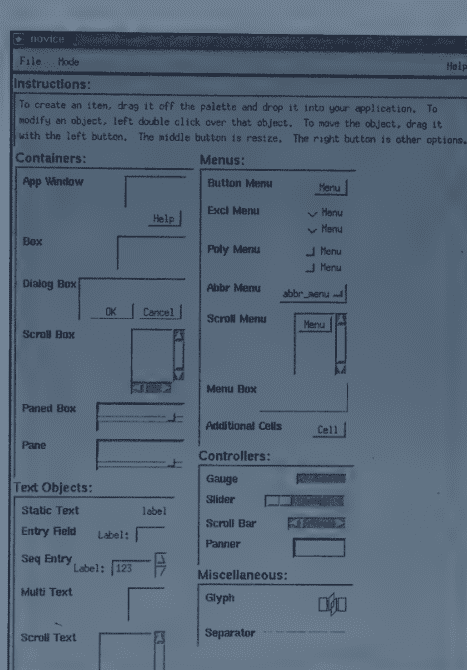 novice
File Mode Help
Instructions:
To create an item, drag it off the palette and drop it into your application. To
modify an object, left double click over that object. To move the object, drag it
with the left button. The middle button is resize. The right button is other options.
Containers:
App Window
Help
Box
Dialog Box
OK Cancel
Scroll Box
Paned Box
Pane
Text Objects:
Static Text label
Entry Field Label:
Seq Entry Label: 123
Multi Text
Scroll Text
Menus:
Button Menu Menu
Excl Menu Menu
Menu
Poly Menu Menu
Menu
Abbr Menu abbr_menu
Scroll Menu Menu
Menu Box
Additional Cells Cell
Controllers:
Gauge
Slider
Scroll Bar
Panner
Miscellaneous:
Glyph
Separator